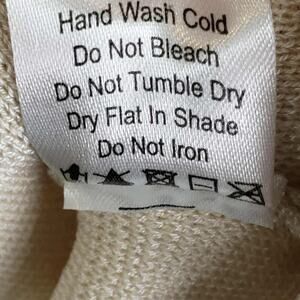 Hand Wash Cold
Do Not Bleach
Do Not Tumble Dry
Dry Flat In Shade
Do Not Iron